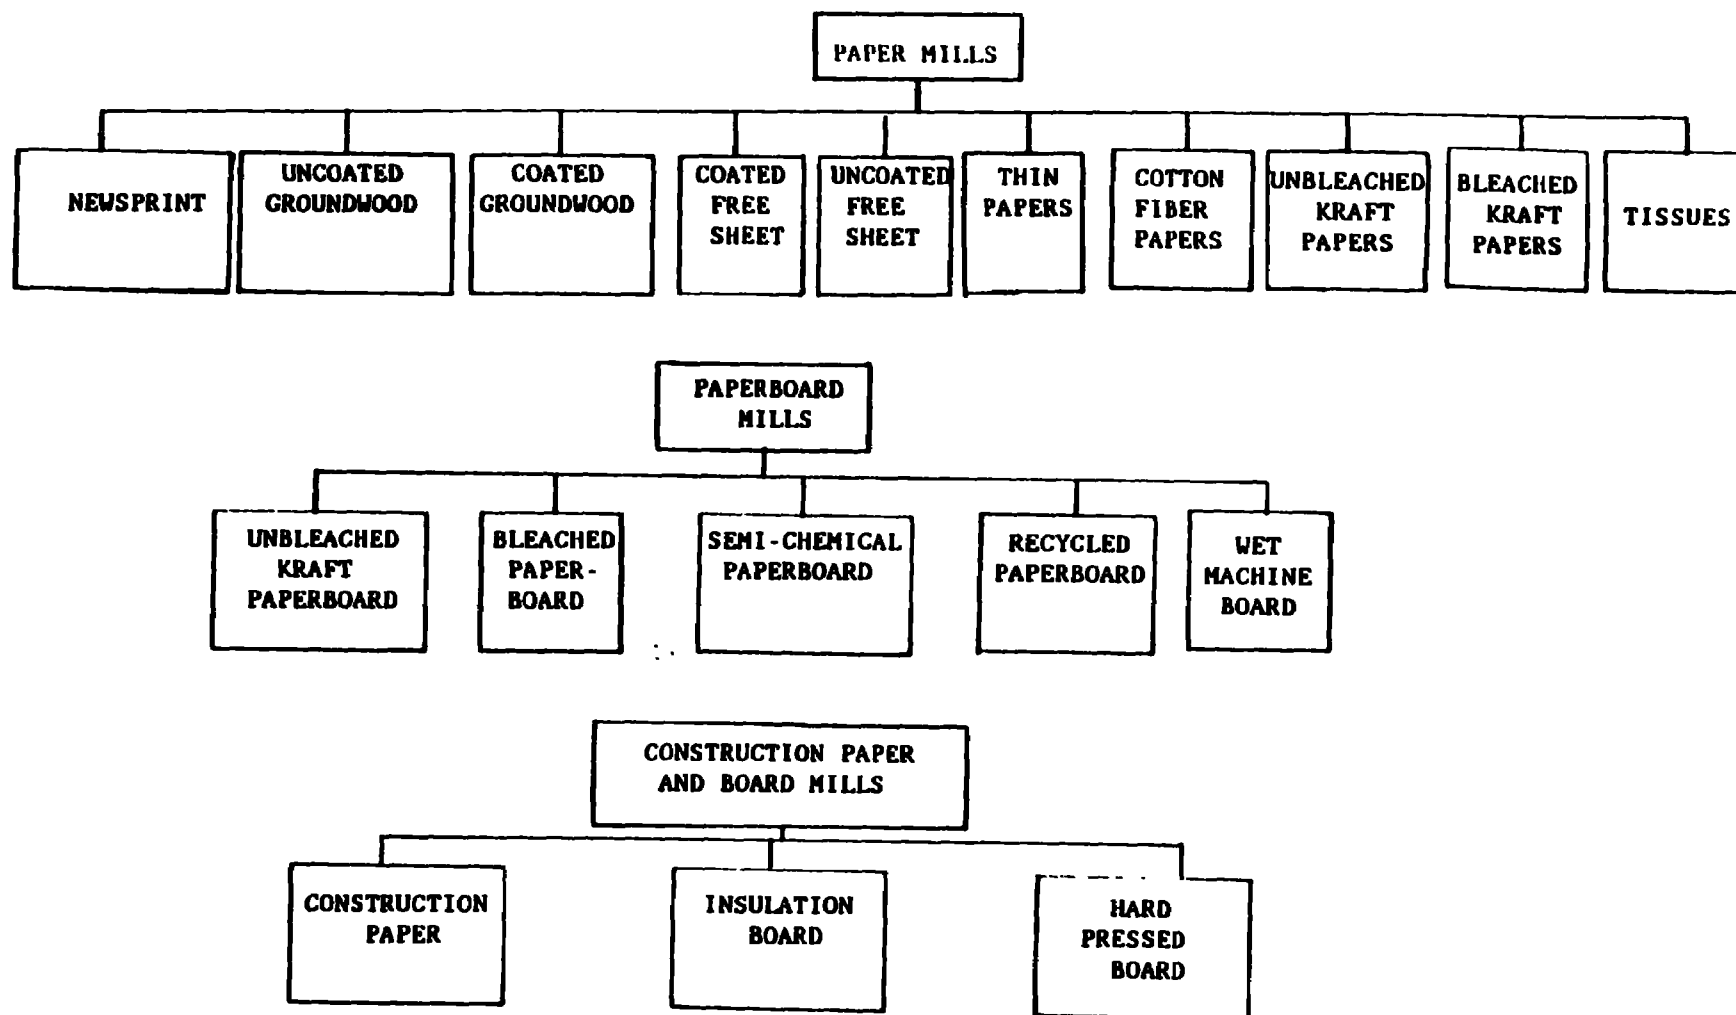 PAPER MILLS
NEWSPRINT
UNCOATED
GROUNDWOOD
COATED
GROUNDWOOD
COATED
FREE
SHEET
UNCOATED
FREE
SHEET
THIN
PAPERS
COTTON
FIBER
PAPERS
UNBLEACHED
KRAFT
PAPERS
BLEACHED
KRAFT
PAPERS
TISSUES
PAPERBOARD
MILLS
UNBLEACHED
KRAFT
PAPERBOARD
BLEACHED
PAPER-
BOARD
SEMI-CHEMICAL
PAPERBOARD
RECYCLED
PAPERBOARD
WET
MACHINE
BOARD
CONSTRUCTION PAPER
AND BOARD MILLS
CONSTRUCTION
PAPER
INSULATION
BOARD
HARD
PRESSED
BOARD